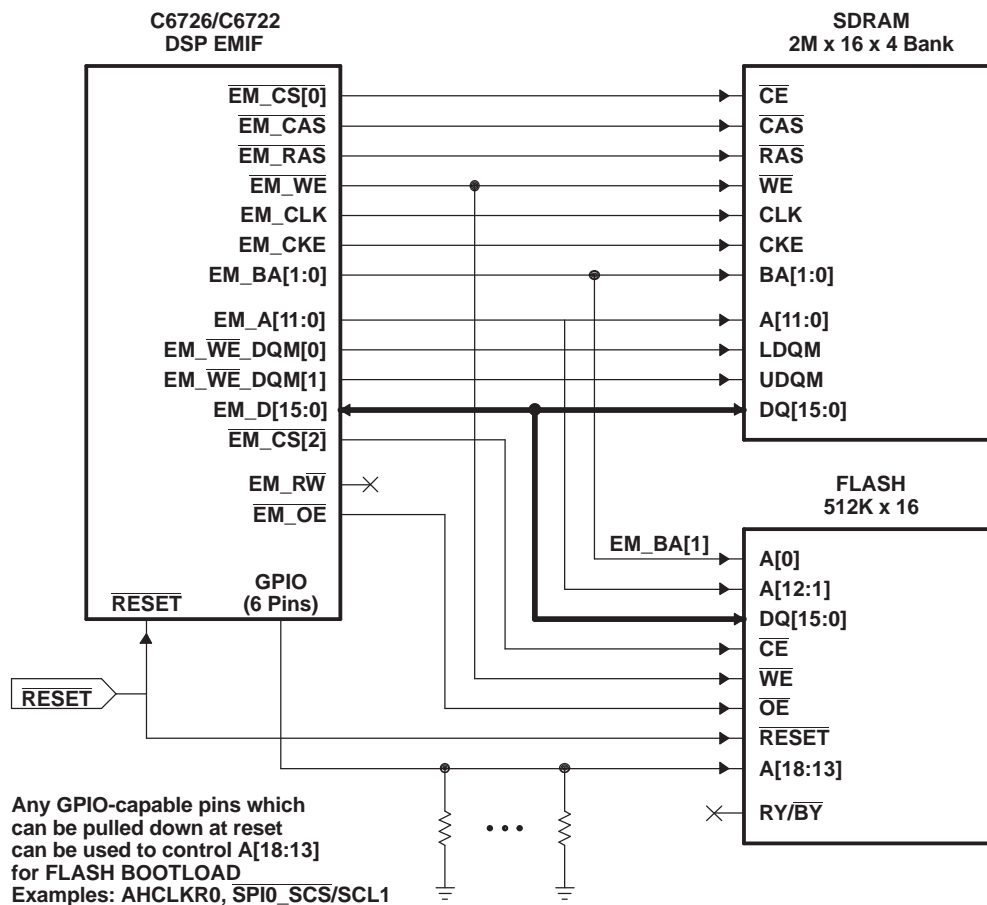 C6726/C6722
DSP EMIF
EM_CS[0]
EM_CAS
EM_RAS
EM_WE
EM_CLK
EM_CKE
EM_BA[1:0]
EM_A[11:0]
EM_WE_DQM[0]
EM_WE_DQM[1]
EM_D[15:0]
EM_CS[2]
EM_RW
EM_OE
GPIO
(6 Pins)
RESET
RESET
SDRAM
2M x 16 x 4 Bank
CE
CAS
RAS
WE
CLK
CKE
BA[1:0]
A[11:0]
LDQM
UDQM
DQ[15:0]
FLASH
512K x 16
EM_BA[1]
A[0]
A[12:1]
DQ[15:0]
CE
WE
OE
RESET
A[18:13]
RY/BY
Any GPIO-capable pins which
can be pulled down at reset
can be used to control A[18:13]
for FLASH BOOTLOAD
Examples: AHCLKR0, SPI0_SCS/SCL1